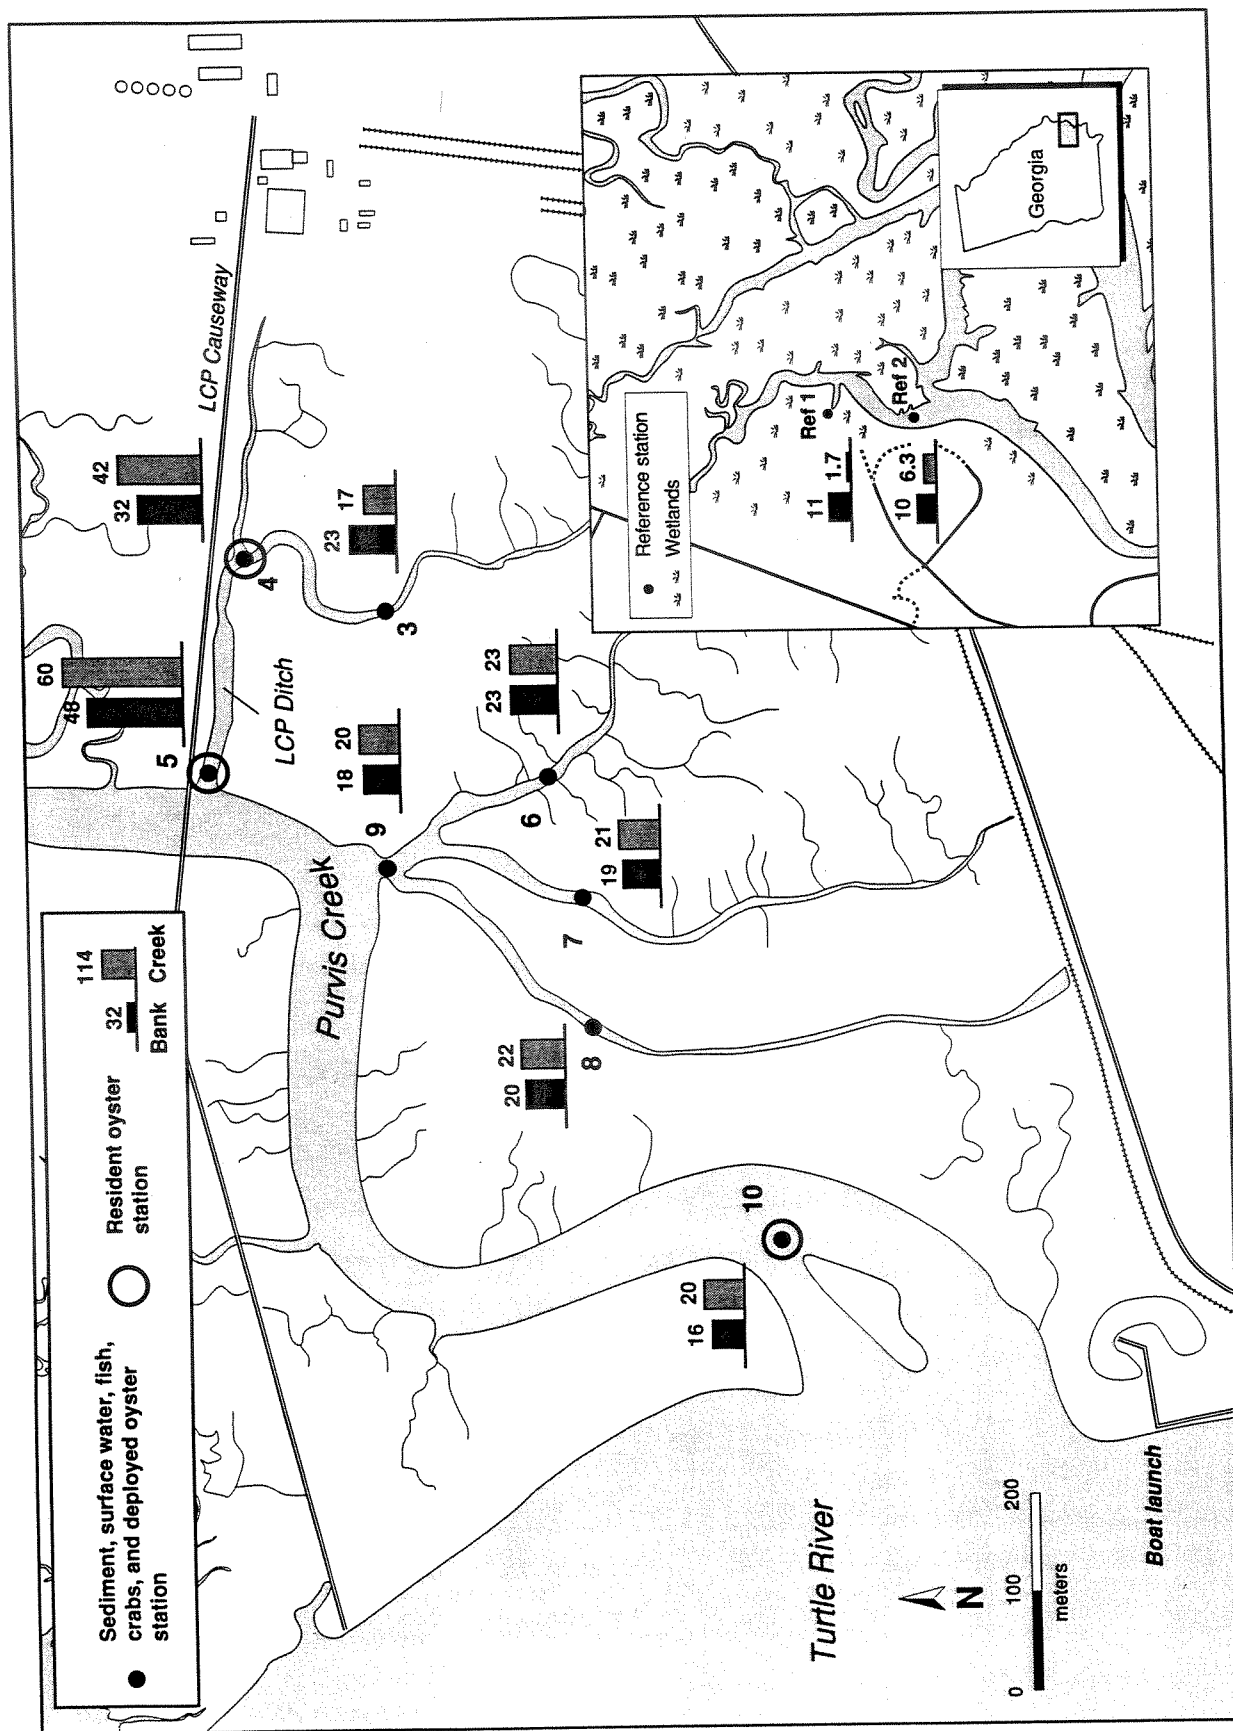 Sediment, surface water, fish,
crabs, and deployed oyster
station
Resident oyster
station
32
114
Bank
Creek
LCP Causeway
32
42
4
23
17
3
48
60
5
LCP Ditch
18
20
9
23
23
6
19
21
7
Purvis Creek
20
22
8
16
20
10
Turtle River
N
0
100
200
meters
Boat launch
Reference station
Wetlands
Ref 1
11
1.7
Ref 2
10
6.3
Georgia